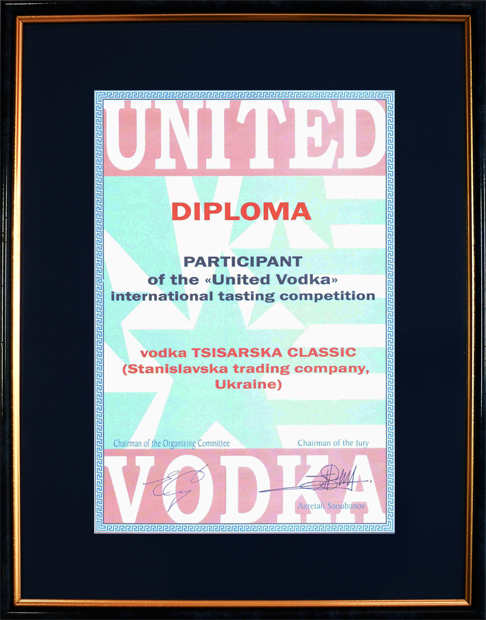 UNITED
DIPLOMA
PARTICIPANT
of the «United Vodka»
international tasting competition
vodka TSISARSKA CLASSIC
(Stanislavska trading company,
Ukraine)
Chairman of the Organizing Committee
Chairman of the Jury
VODKA
Azretali